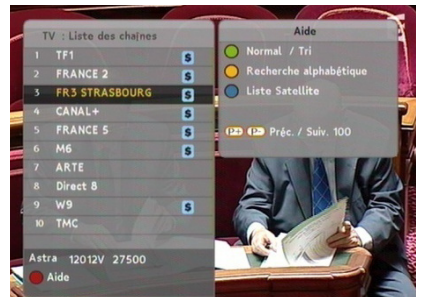 TV : Liste des chaînes
1 TF1 S
2 FRANCE 2 S
3 FR3 STRASBOURG S
4 CANAL+ S
5 FRANCE 5 S
6 M6 S
7 ARTE
8 Direct 8
9 W9 S
10 TMC
Astra 12012V 27500
Aide
Aide
Normal / Tri
Recherche alphabétique
Liste Satellite
P+ P- Préc. / Suiv. 100